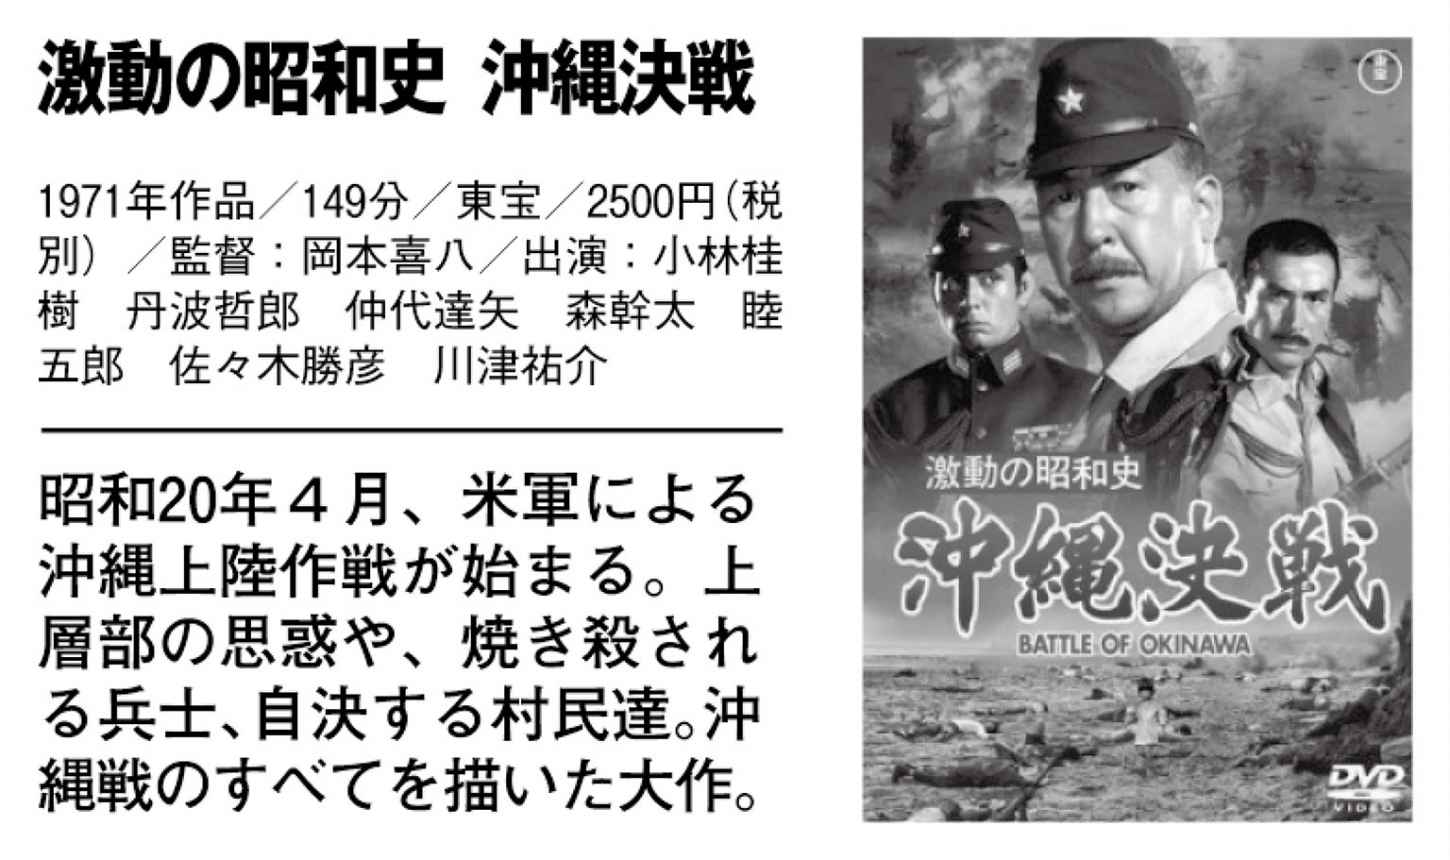 激動の昭和史 沖縄決戦
1971年作品／149分／東宝／2500円（税
別）／監督：岡本喜八／出演：小林桂
樹　丹波哲郎　仲代達矢　森幹太　睦
五郎　佐々木勝彦　川津祐介
昭和20年４月、米軍による
沖縄上陸作戦が始まる。上
層部の思惑や、焼き殺され
る兵士、自決する村民達。沖
縄戦のすべてを描いた大作。
東宝
激動の昭和史
沖縄決戦
BATTLE OF OKINAWA
DVD
VIDEO